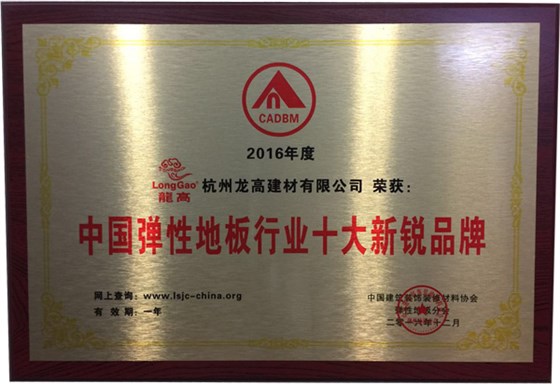 CADBM
2016年度
LongGao
龍高
杭州龙高建材有限公司 荣获：
中国弹性地板行业十大新锐品牌
网上查询：www.lsjc-china.org
有 效 期：一年
中国建筑装饰装修材料协会
弹性地板分会
二零一六年十二月